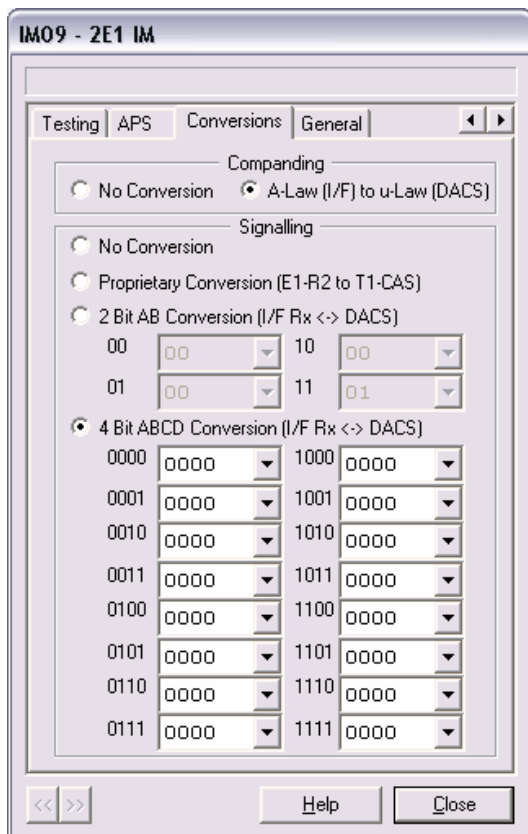 IM09 - 2E1 IM
Testing APS Conversions General
Companding
No Conversion A-Law (I/F) to u-Law (DACS)
Signalling
No Conversion
Proprietary Conversion (E1-R2 to T1-CAS)
2 Bit AB Conversion (I/F Rx <-> DACS)
00 00 10 00
01 00 11 01
4 Bit ABCD Conversion (I/F Rx <-> DACS)
0000 0000 1000 0000
0001 0000 1001 0000
0010 0000 1010 0000
0011 0000 1011 0000
0100 0000 1100 0000
0101 0000 1101 0000
0110 0000 1110 0000
0111 0000 1111 0000
<< >> Help Close